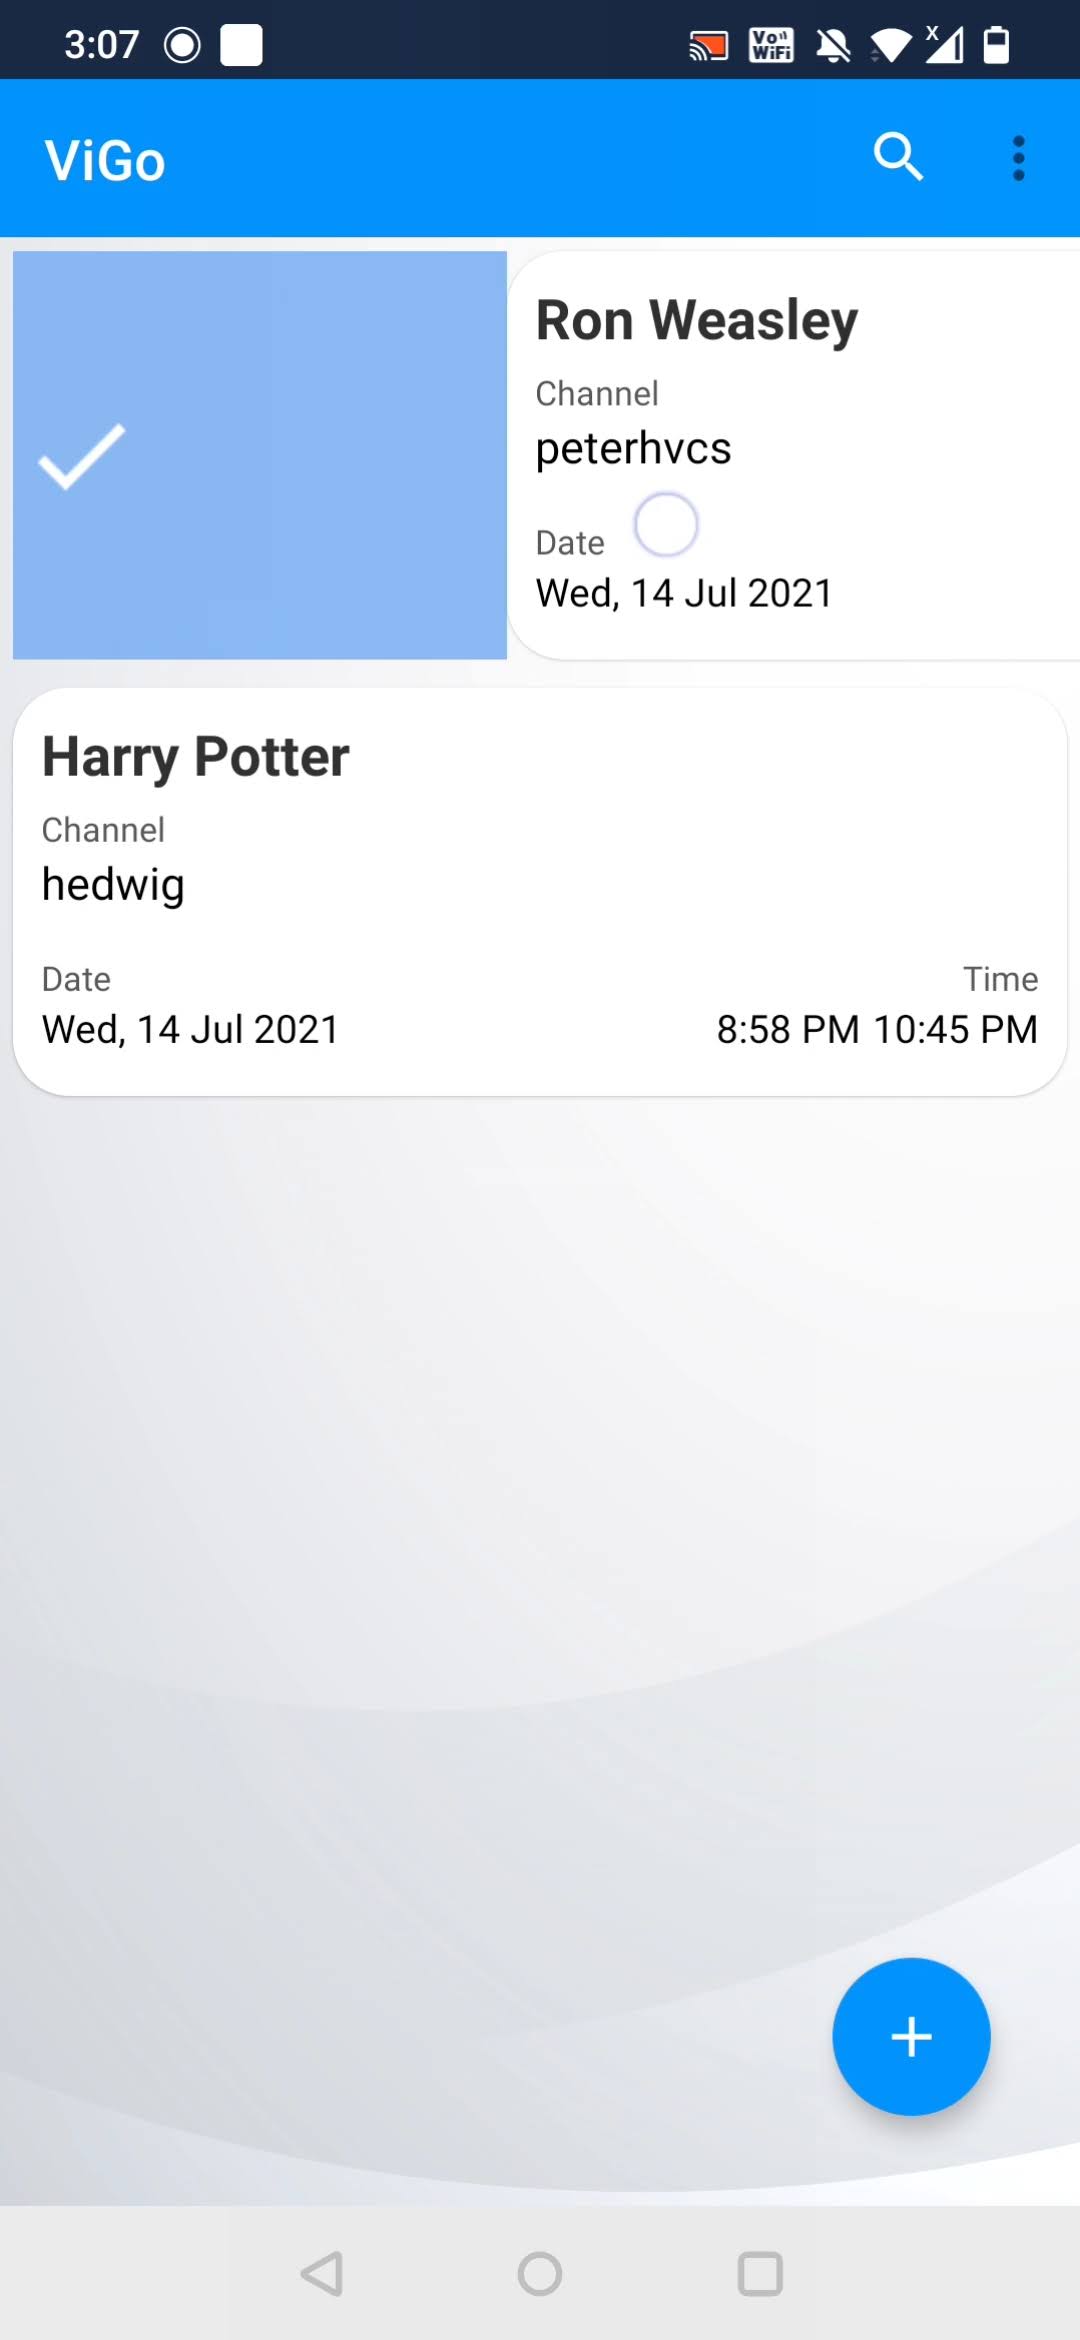 3:07
Vo WiFi
X
ViGo
Ron Weasley
Channel
peterhvcs
Date
Wed, 14 Jul 2021
Harry Potter
Channel
hedwig
Date Time
Wed, 14 Jul 2021 8:58 PM 10:45 PM